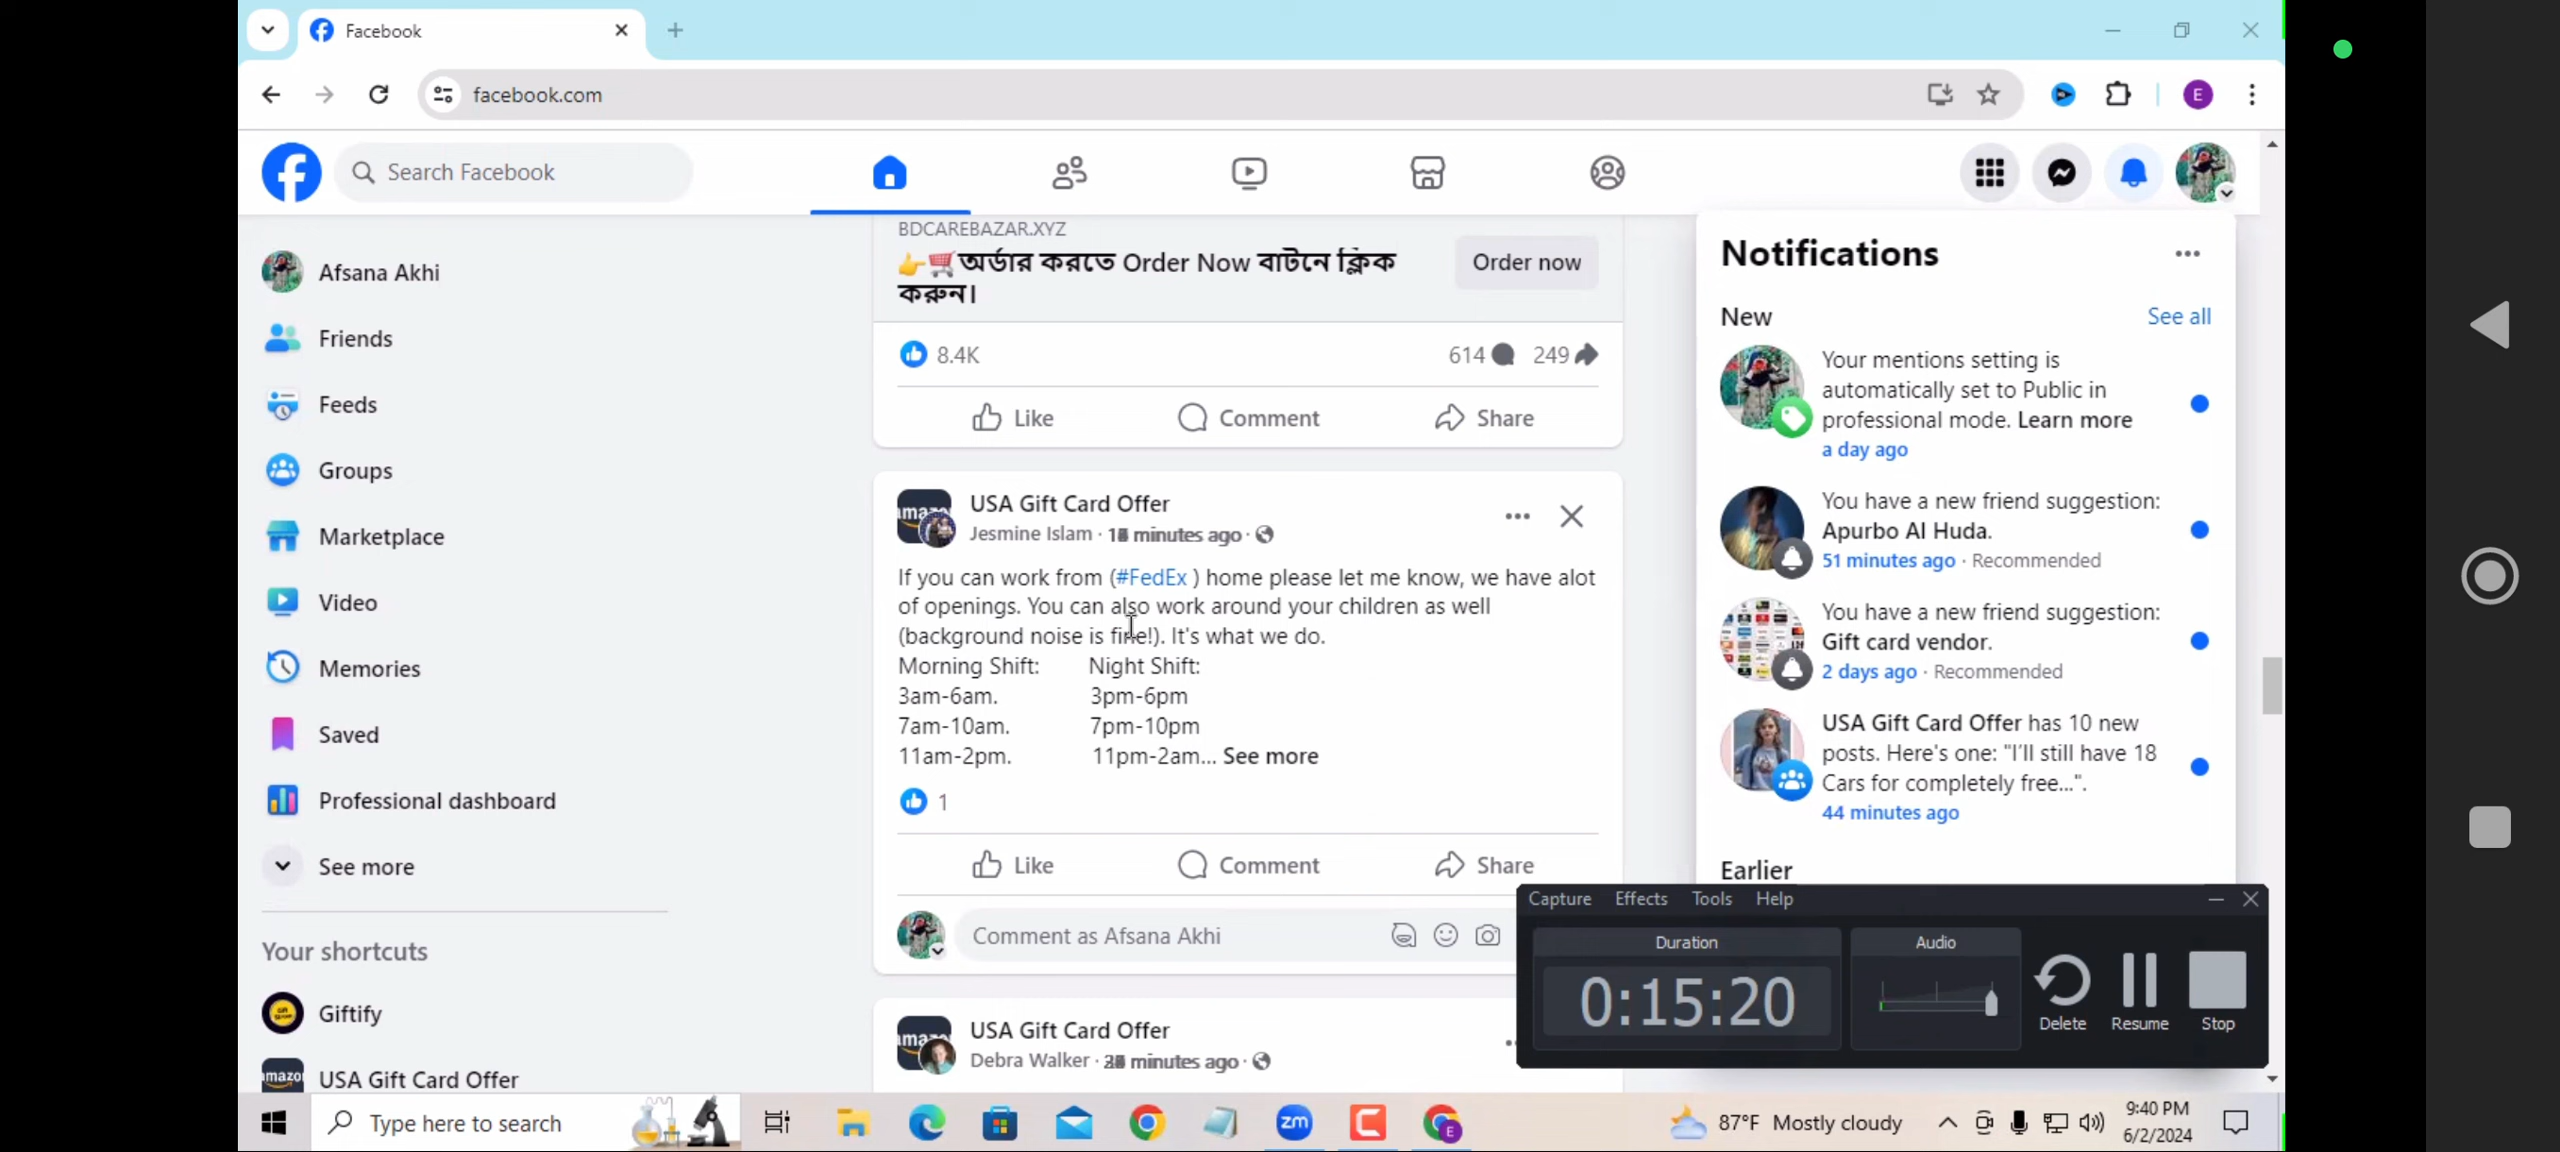 Facebook
facebook.com
Search Facebook
Afsana Akhi
Friends
Feeds
Groups
Marketplace
Video
Memories
Saved
Professional dashboard
See more
Your shortcuts
Giftify
amazo
USA Gift Card Offer
BDCAREBAZAR.XYZ
👉🛒অর্ডার করতে Order Now বাটনে ক্লিক
করুন।
Order now
8.4K
614
249
Like
Comment
Share
amaz
USA Gift Card Offer
Jesmine Islam · minutes ago ·
If you can work from (#FedEx ) home please let me know, we have alot
of openings. You can also work around your children as well
(background noise is fine!). It's what we do.
Morning Shift: Night Shift:
3am-6am. 3pm-6pm
7am-10am. 7pm-10pm
11am-2pm. 11pm-2am... See more
1
Like
Comment
Share
Comment as Afsana Akhi
amaz
USA Gift Card Offer
Debra Walker · minutes ago ·
Notifications
New
See all
Your mentions setting is
automatically set to Public in
professional mode. Learn more
a day ago
You have a new friend suggestion:
Apurbo Al Huda.
51 minutes ago · Recommended
You have a new friend suggestion:
Gift card vendor.
2 days ago · Recommended
USA Gift Card Offer has 10 new
posts. Here's one: "I'll still have 18
Cars for completely free...".
44 minutes ago
Earlier
Capture Effects Tools Help
Duration
Audio
0:15:20
Delete
Resume
Stop
Type here to search
zm
E
87°F Mostly cloudy
9:40 PM
6/2/2024